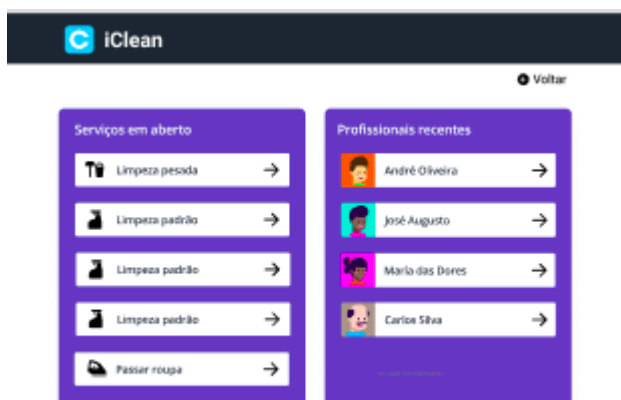 iClean
Voltar
Serviços em aberto
Limpeza pesada
Limpeza padrão
Limpeza padrão
Limpeza padrão
Passar roupa
Profissionais recentes
André Oliveira
José Augusto
Maria das Dores
Carlos Silva